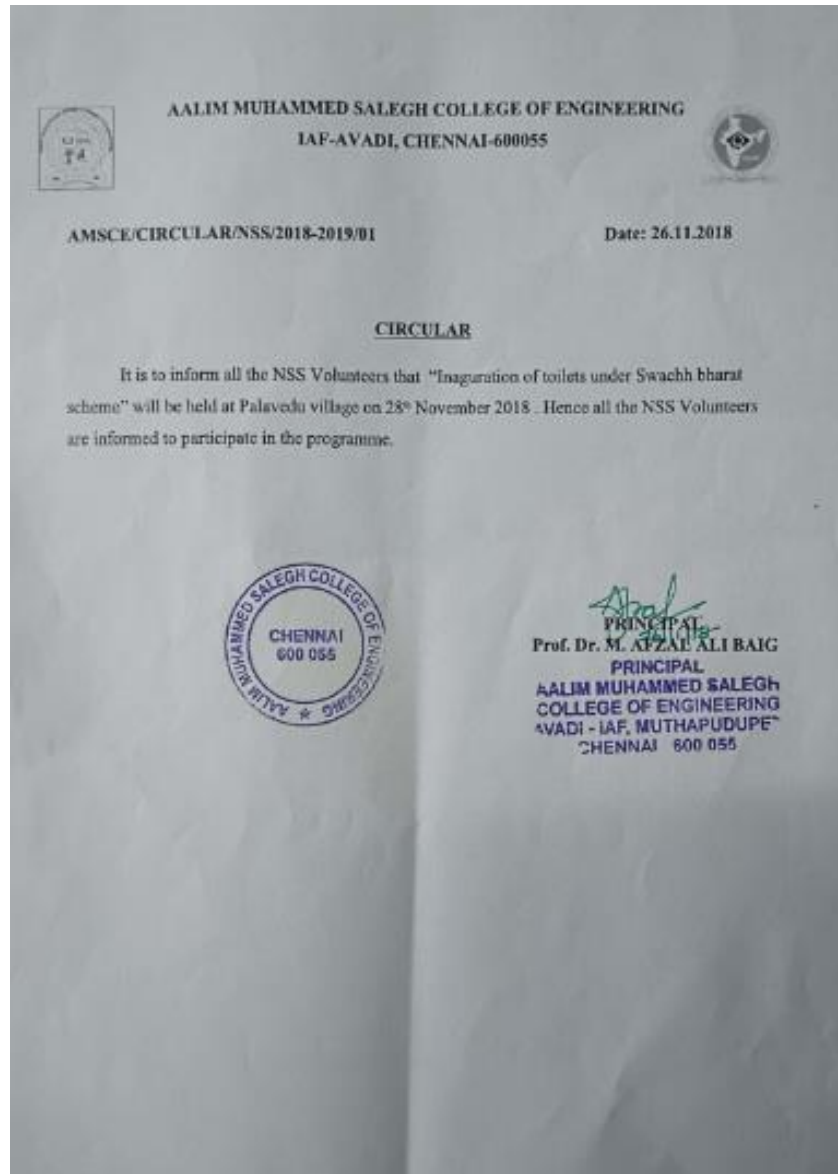 AALIM MUHAMMED SALEGH COLLEGE OF ENGINEERING
IAF-AVADI, CHENNAI-600055
AMSCE/CIRCULAR/NSS/2018-2019/01 Date: 26.11.2018
CIRCULAR
It is to inform all the NSS Volunteers that "Inaguration of toilets under Swachh bharat
scheme" will be held at Palavedu village on 28th November 2018 . Hence all the NSS Volunteers
are informed to participate in the programme.
AALIM MUHAMMED SALEGH COLLEGE OF ENGINEERING
CHENNAI
600 055
PRINCIPAL
Prof. Dr. M. AFZAL ALI BAIG
PRINCIPAL
AALIM MUHAMMED SALEGH
COLLEGE OF ENGINEERING
AVADI - IAF, MUTHAPUDUPET
CHENNAI 600 055